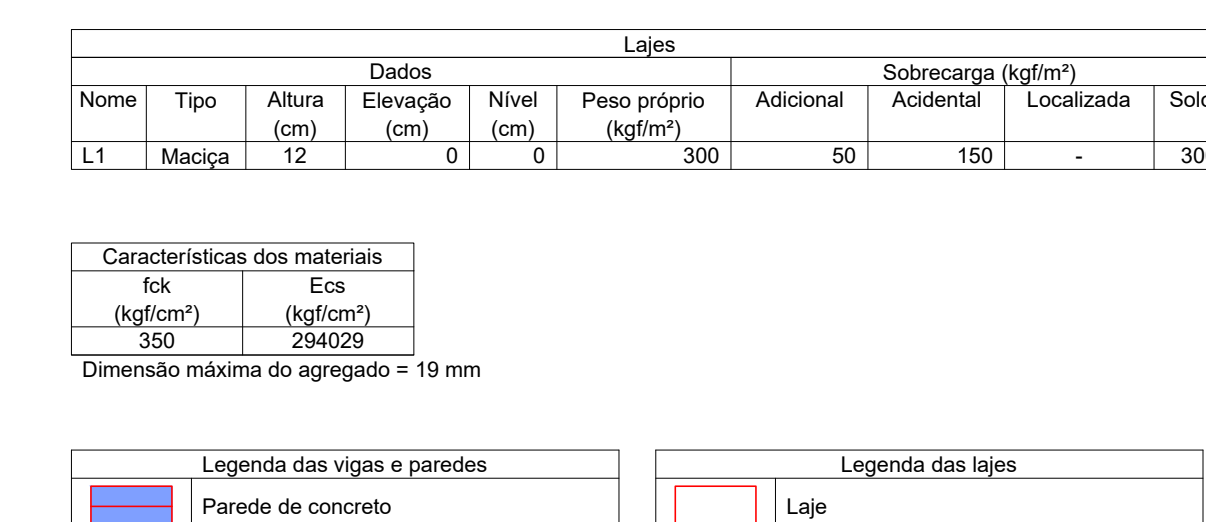 Lajes
Dados Sobrecarga (kgf/m²)
Nome Tipo Altura Elevação Nível Peso próprio Adicional Acidental Localizada
(cm) (cm) (cm) (kgf/m²)
L1 Maciça 12 0 0 300 50 150 -
Características dos materiais
fck Ecs
(kgf/cm²) (kgf/cm²)
350 294029
Dimensão máxima do agregado = 19 mm
Legenda das vigas e paredes Legenda das lajes
Parede de concreto Laje